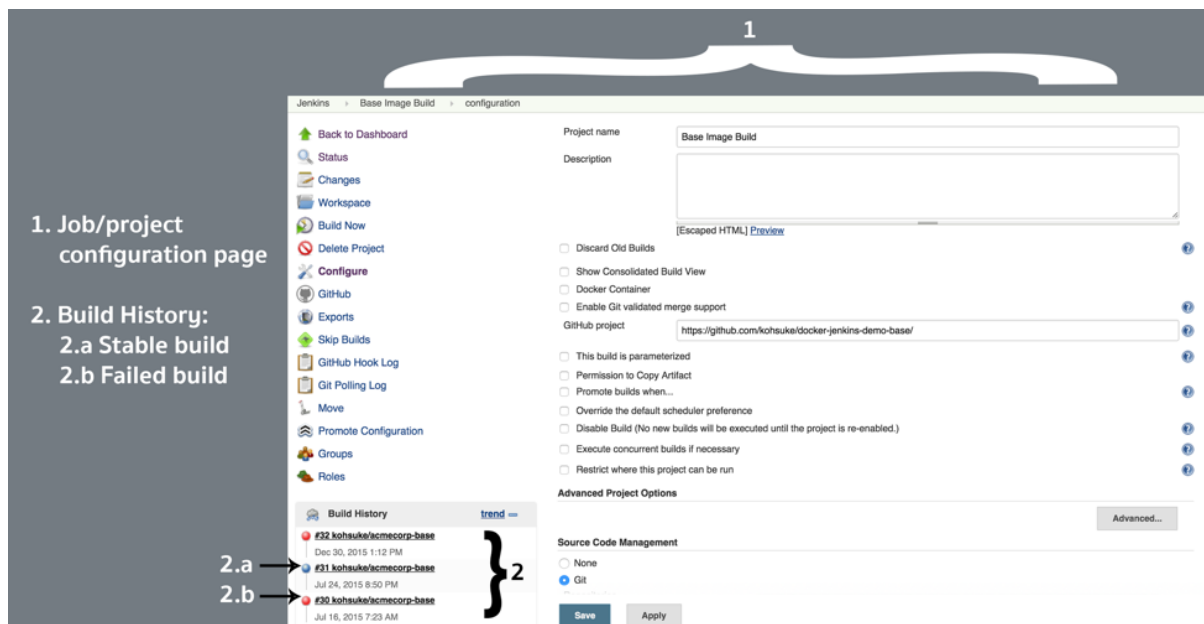 1
Jenkins Base Image Build configuration
1. Job/project
configuration page
2. Build History:
2.a Stable build
2.b Failed build
Back to Dashboard
Status
Changes
Workspace
Build Now
Delete Project
Configure
GitHub
Exports
Skip Builds
GitHub Hook Log
Git Polling Log
Move
Promote Configuration
Groups
Roles
Build History trend
#32 kohsuke/acmecorp-base
Dec 30, 2015 1:12 PM
2.a
#31 kohsuke/acmecorp-base
2
Jul 24, 2015 8:50 PM
2.b
#30 kohsuke/acmecorp-base
Jul 16, 2015 7:23 AM
Project name Base Image Build
Description
[Escaped HTML] Preview
Discard Old Builds
Show Consolidated Build View
Docker Container
Enable Git validated merge support
GitHub project https://github.com/kohsuke/docker-jenkins-demo-base/
This build is parameterized
Permission to Copy Artifact
Promote builds when...
Override the default scheduler preference
Disable Build (No new builds will be executed until the project is re-enabled.)
Execute concurrent builds if necessary
Restrict where this project can be run
Advanced Project Options
Advanced...
Source Code Management
None
Git
Save Apply